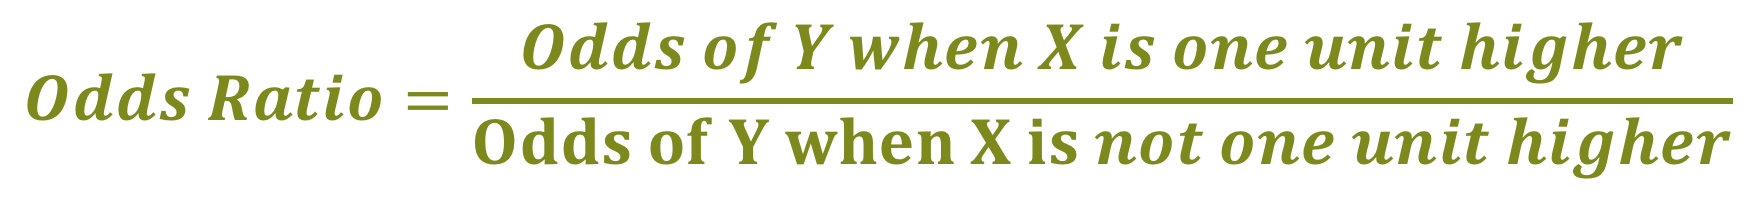 Odds Ratio = Odds of Y when X is one unit higher
Odds of Y when X is not one unit higher